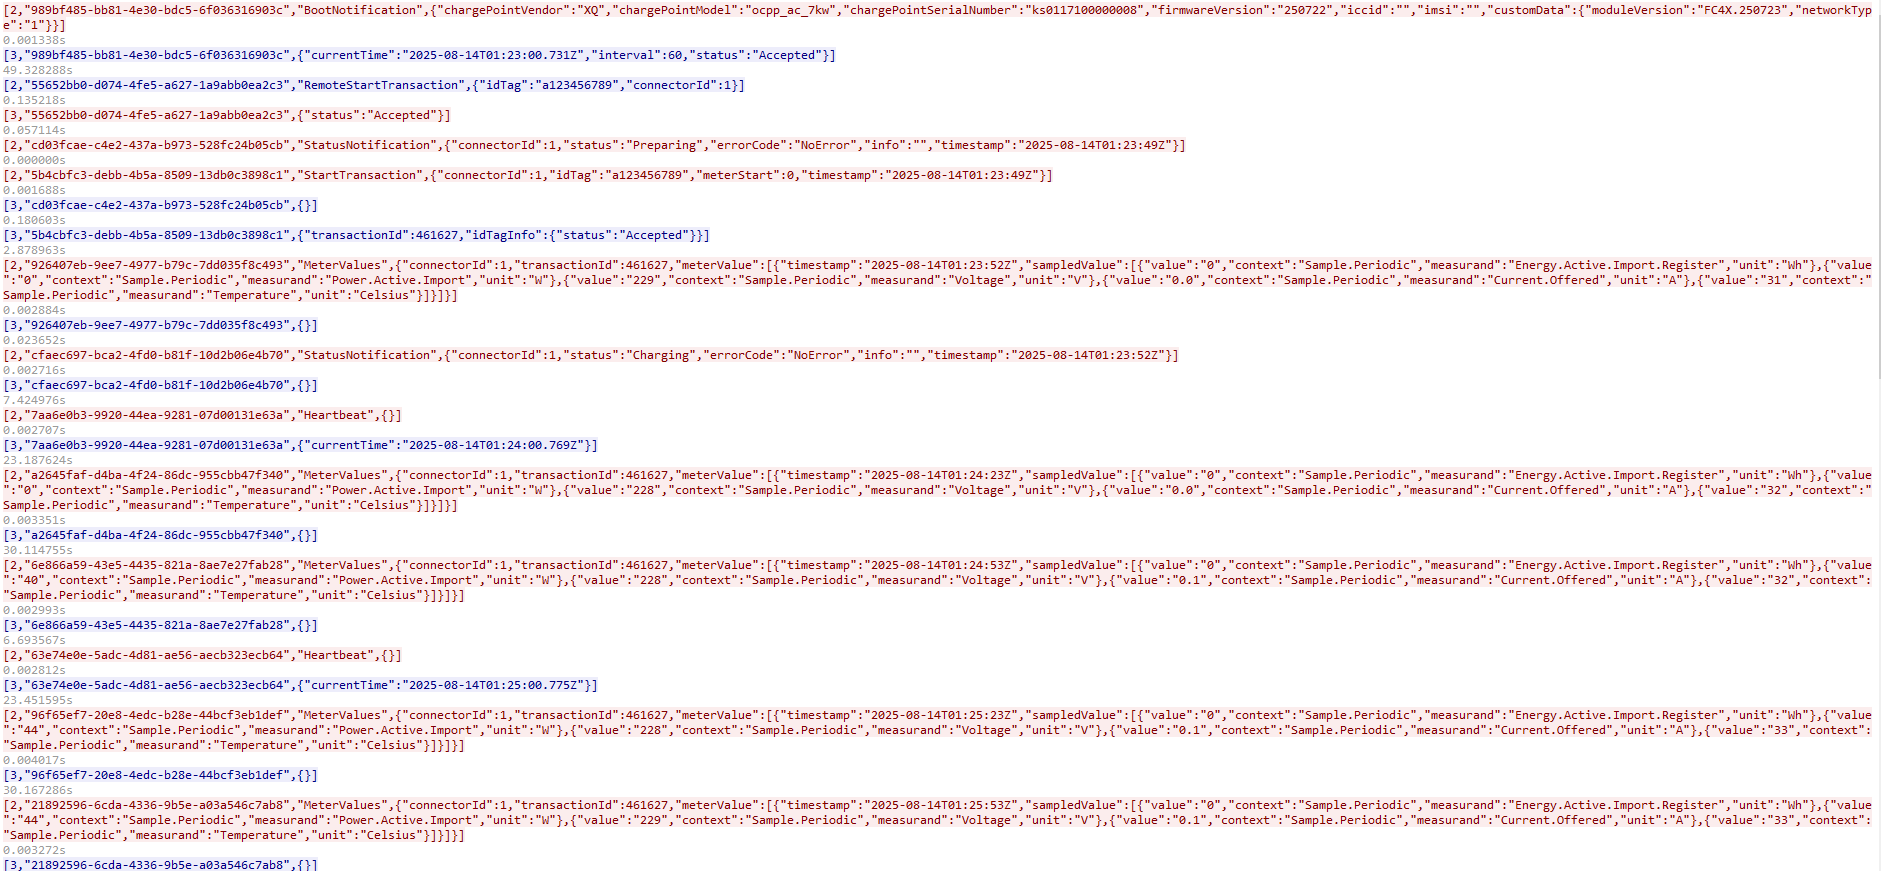 [2,"989bf485-bb81-4e30-bdc5-6f036316903c","BootNotification",{"chargePointVendor":"XQ","chargePointModel":"ocpp_ac_7kw","chargePointSerialNumber":"ks0117100000008","firmwareVersion":"250722","iccid":"","imsi":"","customData":{"moduleVersion":"FC4X.250723","networkTyp
e":"1"}}]
0.001338s
[3,"989bf485-bb81-4e30-bdc5-6f036316903c",{"currentTime":"2025-08-14T01:23:00.731Z","interval":60,"status":"Accepted"}]
49.328288s
[2,"55652bb0-d074-4fe5-a627-1a9abb0ea2c3","RemoteStartTransaction",{"idTag":"a123456789","connectorId":1}]
0.135218s
[3,"55652bb0-d074-4fe5-a627-1a9abb0ea2c3",{"status":"Accepted"}]
0.057114s
[2,"cd03fcae-c4e2-437a-b973-528fc24b05cb","StatusNotification",{"connectorId":1,"status":"Preparing","errorCode":"NoError","info":"","timestamp":"2025-08-14T01:23:49Z"}]
0.000000s
[2,"5b4cbfc3-debb-4b5a-8509-13db0c3898c1","StartTransaction",{"connectorId":1,"idTag":"a123456789","meterStart":0,"timestamp":"2025-08-14T01:23:49Z"}]
0.001688s
[3,"cd03fcae-c4e2-437a-b973-528fc24b05cb",{}]
0.180603s
[3,"5b4cbfc3-debb-4b5a-8509-13db0c3898c1",{"transactionId":461627,"idTagInfo":{"status":"Accepted"}}]
2.878963s
[2,"926407eb-9ee7-4977-b79c-7dd035f8c493","MeterValues",{"connectorId":1,"transactionId":461627,"meterValue":[{"timestamp":"2025-08-14T01:23:52Z","sampledValue":[{"value":"0","context":"Sample.Periodic","measurand":"Energy.Active.Import.Register","unit":"Wh"},{"value
":"0","context":"Sample.Periodic","measurand":"Power.Active.Import","unit":"W"},{"value":"229","context":"Sample.Periodic","measurand":"Voltage","unit":"V"},{"value":"0.0","context":"Sample.Periodic","measurand":"Current.Offered","unit":"A"},{"value":"31","context":"
Sample.Periodic","measurand":"Temperature","unit":"Celsius"}]}]}]
0.002884s
[3,"926407eb-9ee7-4977-b79c-7dd035f8c493",{}]
0.023652s
[2,"cfaec697-bca2-4fd0-b81f-10d2b06e4b70","StatusNotification",{"connectorId":1,"status":"Charging","errorCode":"NoError","info":"","timestamp":"2025-08-14T01:23:52Z"}]
0.002716s
[3,"cfaec697-bca2-4fd0-b81f-10d2b06e4b70",{}]
7.424976s
[2,"7aa6e0b3-9920-44ea-9281-07d00131e63a","Heartbeat",{}]
0.002707s
[3,"7aa6e0b3-9920-44ea-9281-07d00131e63a",{"currentTime":"2025-08-14T01:24:00.769Z"}]
23.187624s
[2,"a2645faf-d4ba-4f24-86dc-955cbb47f340","MeterValues",{"connectorId":1,"transactionId":461627,"meterValue":[{"timestamp":"2025-08-14T01:24:23Z","sampledValue":[{"value":"0","context":"Sample.Periodic","measurand":"Energy.Active.Import.Register","unit":"Wh"},{"value
":"0","context":"Sample.Periodic","measurand":"Power.Active.Import","unit":"W"},{"value":"228","context":"Sample.Periodic","measurand":"Voltage","unit":"V"},{"value":"0.0","context":"Sample.Periodic","measurand":"Current.Offered","unit":"A"},{"value":"32","context":"
Sample.Periodic","measurand":"Temperature","unit":"Celsius"}]}]}]
0.003351s
[3,"a2645faf-d4ba-4f24-86dc-955cbb47f340",{}]
30.114755s
[2,"6e866a59-43e5-4435-821a-8ae7e27fab28","MeterValues",{"connectorId":1,"transactionId":461627,"meterValue":[{"timestamp":"2025-08-14T01:24:53Z","sampledValue":[{"value":"0","context":"Sample.Periodic","measurand":"Energy.Active.Import.Register","unit":"Wh"},{"value
":"40","context":"Sample.Periodic","measurand":"Power.Active.Import","unit":"W"},{"value":"228","context":"Sample.Periodic","measurand":"Voltage","unit":"V"},{"value":"0.1","context":"Sample.Periodic","measurand":"Current.Offered","unit":"A"},{"value":"32","context":
"Sample.Periodic","measurand":"Temperature","unit":"Celsius"}]}]}]
0.002993s
[3,"6e866a59-43e5-4435-821a-8ae7e27fab28",{}]
6.693567s
[2,"63e74e0e-5adc-4d81-ae56-aecb323ecb64","Heartbeat",{}]
0.002812s
[3,"63e74e0e-5adc-4d81-ae56-aecb323ecb64",{"currentTime":"2025-08-14T01:25:00.775Z"}]
23.451595s
[2,"96f65ef7-20e8-4edc-b28e-44bcf3eb1def","MeterValues",{"connectorId":1,"transactionId":461627,"meterValue":[{"timestamp":"2025-08-14T01:25:23Z","sampledValue":[{"value":"0","context":"Sample.Periodic","measurand":"Energy.Active.Import.Register","unit":"Wh"},{"value
":"44","context":"Sample.Periodic","measurand":"Power.Active.Import","unit":"W"},{"value":"228","context":"Sample.Periodic","measurand":"Voltage","unit":"V"},{"value":"0.1","context":"Sample.Periodic","measurand":"Current.Offered","unit":"A"},{"value":"33","context":
"Sample.Periodic","measurand":"Temperature","unit":"Celsius"}]}]}]
0.004017s
[3,"96f65ef7-20e8-4edc-b28e-44bcf3eb1def",{}]
30.167286s
[2,"21892596-6cda-4336-9b5e-a03a546c7ab8","MeterValues",{"connectorId":1,"transactionId":461627,"meterValue":[{"timestamp":"2025-08-14T01:25:53Z","sampledValue":[{"value":"0","context":"Sample.Periodic","measurand":"Energy.Active.Import.Register","unit":"Wh"},{"value
":"44","context":"Sample.Periodic","measurand":"Power.Active.Import","unit":"W"},{"value":"229","context":"Sample.Periodic","measurand":"Voltage","unit":"V"},{"value":"0.1","context":"Sample.Periodic","measurand":"Current.Offered","unit":"A"},{"value":"33","context":
"Sample.Periodic","measurand":"Temperature","unit":"Celsius"}]}]}]
0.003272s
[3,"21892596-6cda-4336-9b5e-a03a546c7ab8",{}]